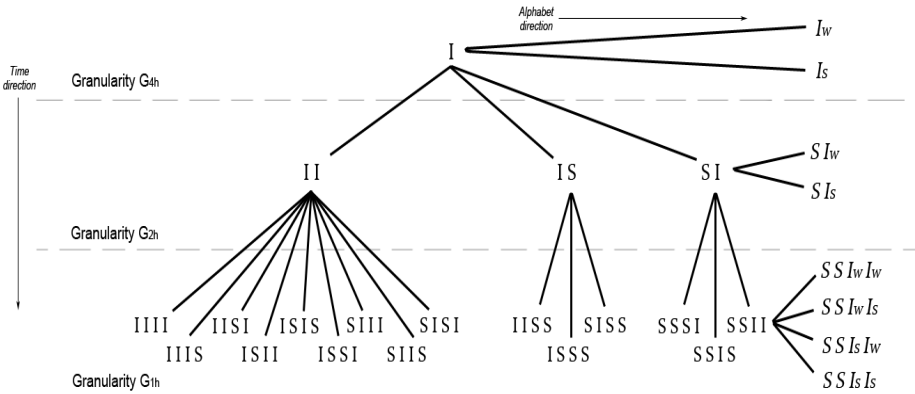 Alphabet
direction
I
Iw
Is
Time
direction
Granularity G4h
II
IS
SI
SIw
SIs
Granularity G2h
IIII
IISI
ISIS
SIII
SISI
IISS
SISS
SSSI
SSII
IIIS
ISII
ISSI
SIIS
ISSS
SSIS
SSIwIw
SSIwIs
SSIsIw
SSIsIs
Granularity G1h